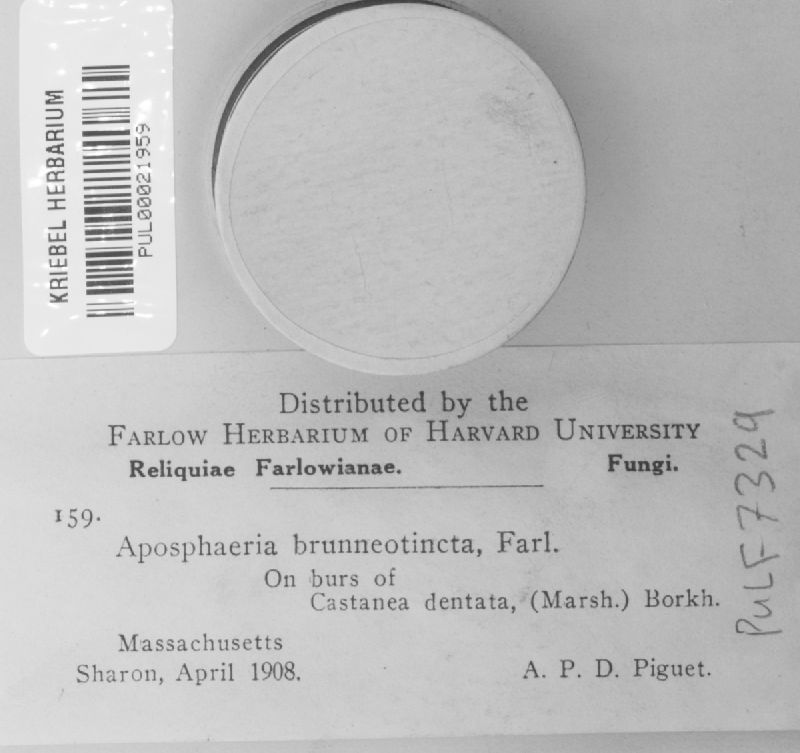 KRIEBEL HERBARIUM
PUL00021959
Distributed by the
FARLOW HERBARIUM OF HARVARD UNIVERSITY
Reliquiae Farlowianae. Fungi.
159.
Aposphaeria brunneotincta, Farl.
On burs of
Castanea dentata, (Marsh.) Borkh.
Massachusetts
Sharon, April 1908. A. P. D. Piguet.
PULF7329